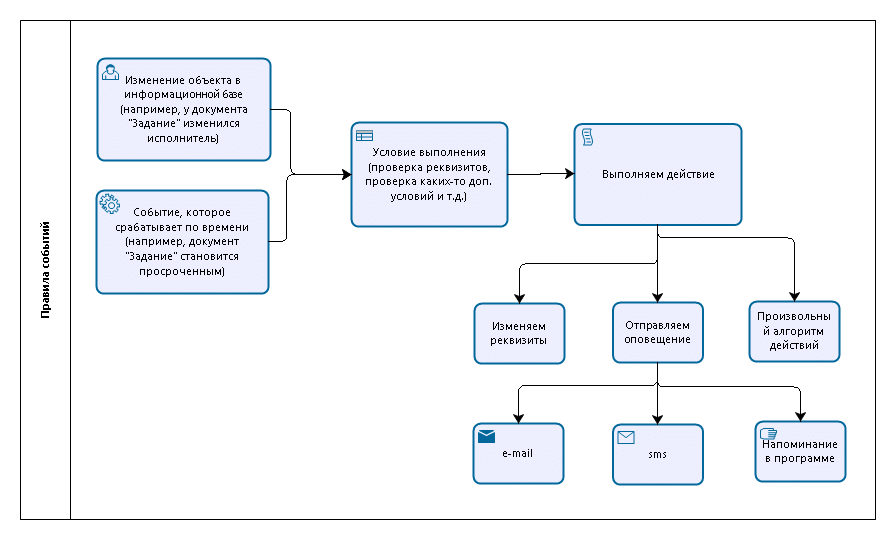 Правила событий
Изменение объекта в
информационной базе
(например, у документа
"Задание" изменился
исполнитель)
Событие, которое
срабатывает по времени
(например, документ
"Задание" становится
просроченным)
Условие выполнения
(проверка реквизитов,
проверка каких-то доп.
условий и т.д.)
Выполняем действие
Изменяем
реквизиты
Отправляем
оповещение
Произвольны
й алгоритм
действий
e-mail
sms
Напоминание
в программе